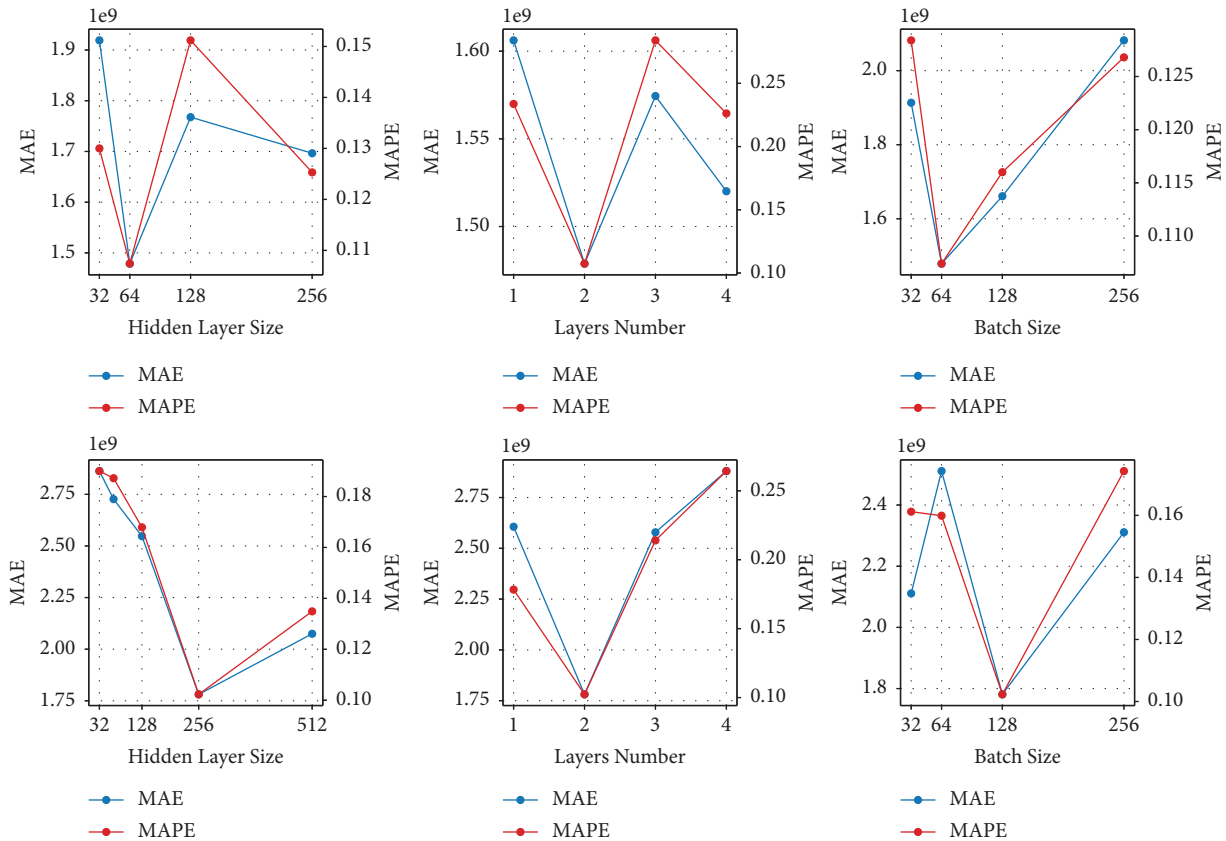 1e9
1.9
1.8
1.7
1.6
1.5
MAE
0.15
0.14
0.13
0.12
0.11
MAPE
32 64 128 256
Hidden Layer Size
MAE
MAPE
1e9
1.60
1.55
1.50
MAE
0.25
0.20
0.15
0.10
MAPE
1 2 3 4
Layers Number
MAE
MAPE
1e9
2.0
1.9
1.8
1.6
MAE
0.125
0.120
0.115
0.110
MAPE
32 64 128 256
Batch Size
MAE
MAPE
1e9
2.75
2.50
2.25
2.00
1.75
MAE
0.18
0.16
0.14
0.12
0.10
MAPE
32 128 256 512
Hidden Layer Size
MAE
MAPE
2.75
2.50
2.25
2.00
1.75
MAE
0.26
0.20
0.20
0.15
0.10
MAPE
1 2 3 4
Layers Number
MAE
MAPE
1e9
2.4
2.2
2.0
1.8
MAE
0.16
0.14
0.12
0.10
MAPE
32 64 128 256
Batch Size
MAE
MAPE